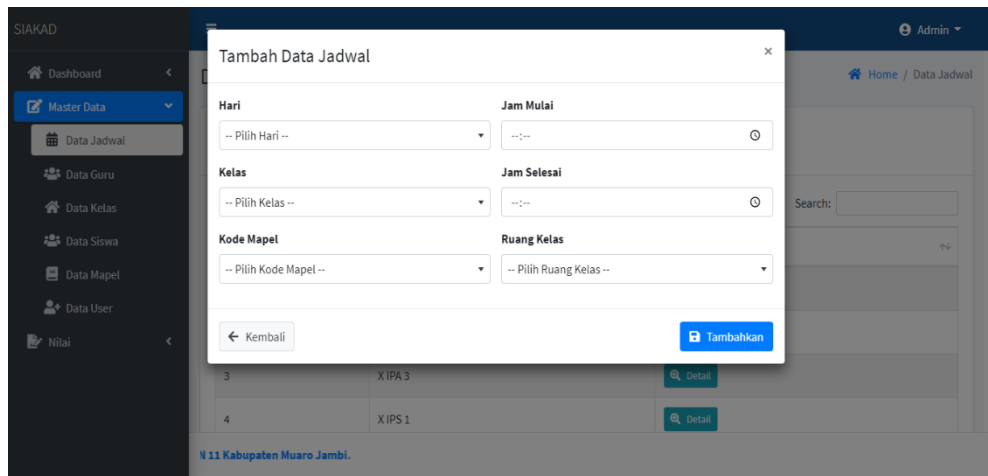 SIAKAD
Admin
Tambah Data Jadwal
×
Dashboard
Home / Data Jadwal
Master Data
Hari
Jam Mulai
-- Pilih Hari --
--:--
Data Jadwal
Data Guru
Kelas
Jam Selesai
-- Pilih Kelas --
--:--
Search:
Data Kelas
Data Siswa
Kode Mapel
Ruang Kelas
-- Pilih Kode Mapel --
-- Pilih Ruang Kelas --
Data Mapel
Data User
Nilai
Kembali
Tambahkan
3
X IPA 3
Detail
4
X IPS 1
Detail
N 11 Kabupaten Muaro Jambi.